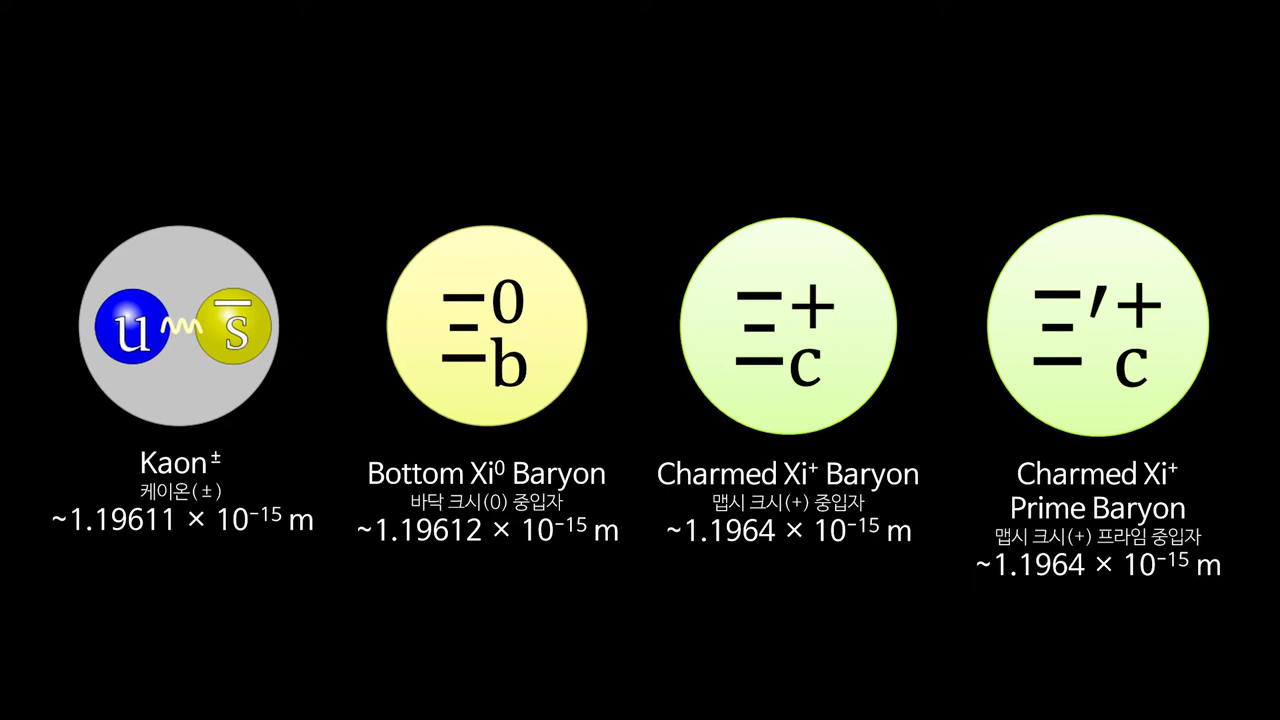 u s̅
Ξ0b
Ξ+c
Ξ′+c
Kaon±
케이온(±)
~1.19611 × 10⁻¹⁵ m
Bottom Xi⁰ Baryon
바닥 크시(0) 중입자
~1.19612 × 10⁻¹⁵ m
Charmed Xi⁺ Baryon
맵시 크시(+) 중입자
~1.1964 × 10⁻¹⁵ m
Charmed Xi⁺
Prime Baryon
맵시 크시(+) 프라임 중입자
~1.1964 × 10⁻¹⁵ m